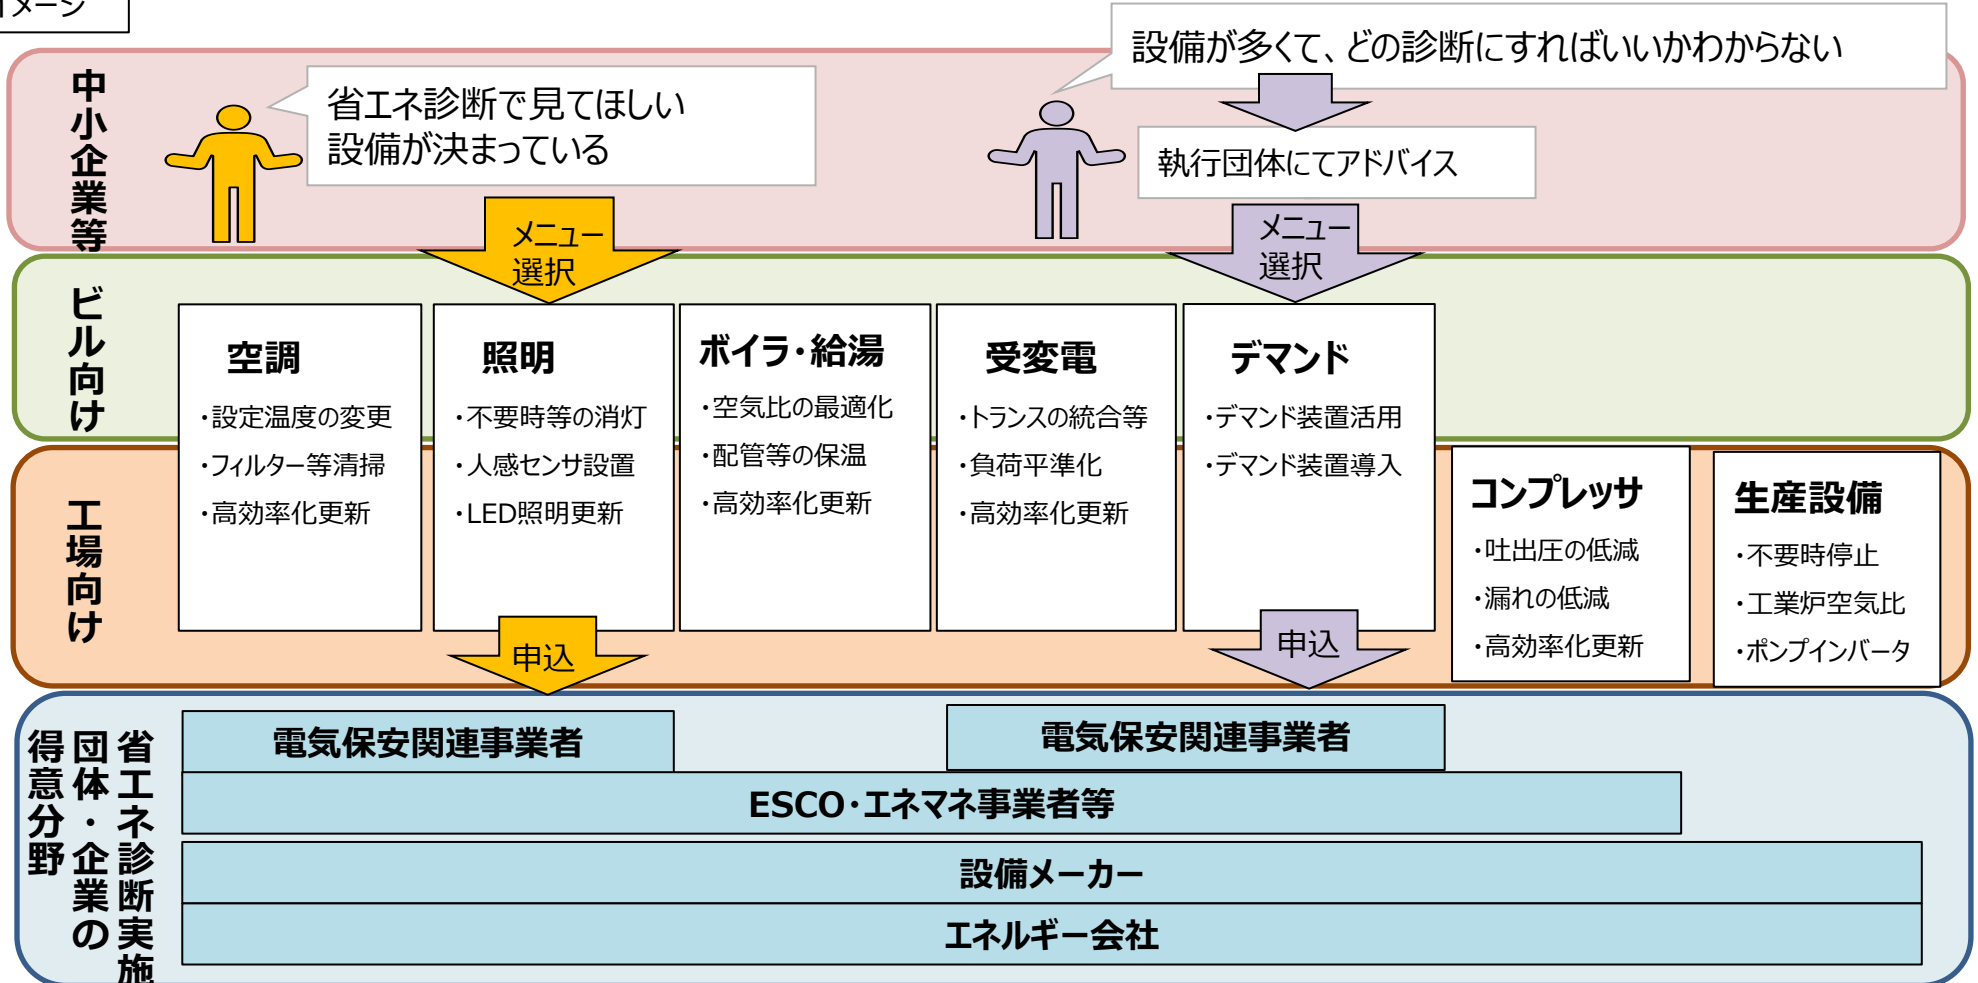 イメージ
設備が多くて、どの診断にすればいいかわからない
中小企業等
省エネ診断で見てほしい
設備が決まっている
執行団体にてアドバイス
メニュー
選択
メニュー
選択
ビル向け
工場向け
空調
・設定温度の変更
・フィルター等清掃
・高効率化更新
照明
・不要時等の消灯
・人感センサ設置
・LED照明更新
ボイラ・給湯
・空気比の最適化
・配管等の保温
・高効率化更新
受変電
・トランスの統合等
・負荷平準化
・高効率化更新
デマンド
・デマンド装置活用
・デマンド装置導入
コンプレッサ
・吐出圧の低減
・漏れの低減
・高効率化更新
生産設備
・不要時停止
・工業炉空気比
・ポンプインバータ
申込
申込
省エネ診断実施
団体・企業の
得意分野
電気保安関連事業者
電気保安関連事業者
ESCO・エネマネ事業者等
設備メーカー
エネルギー会社